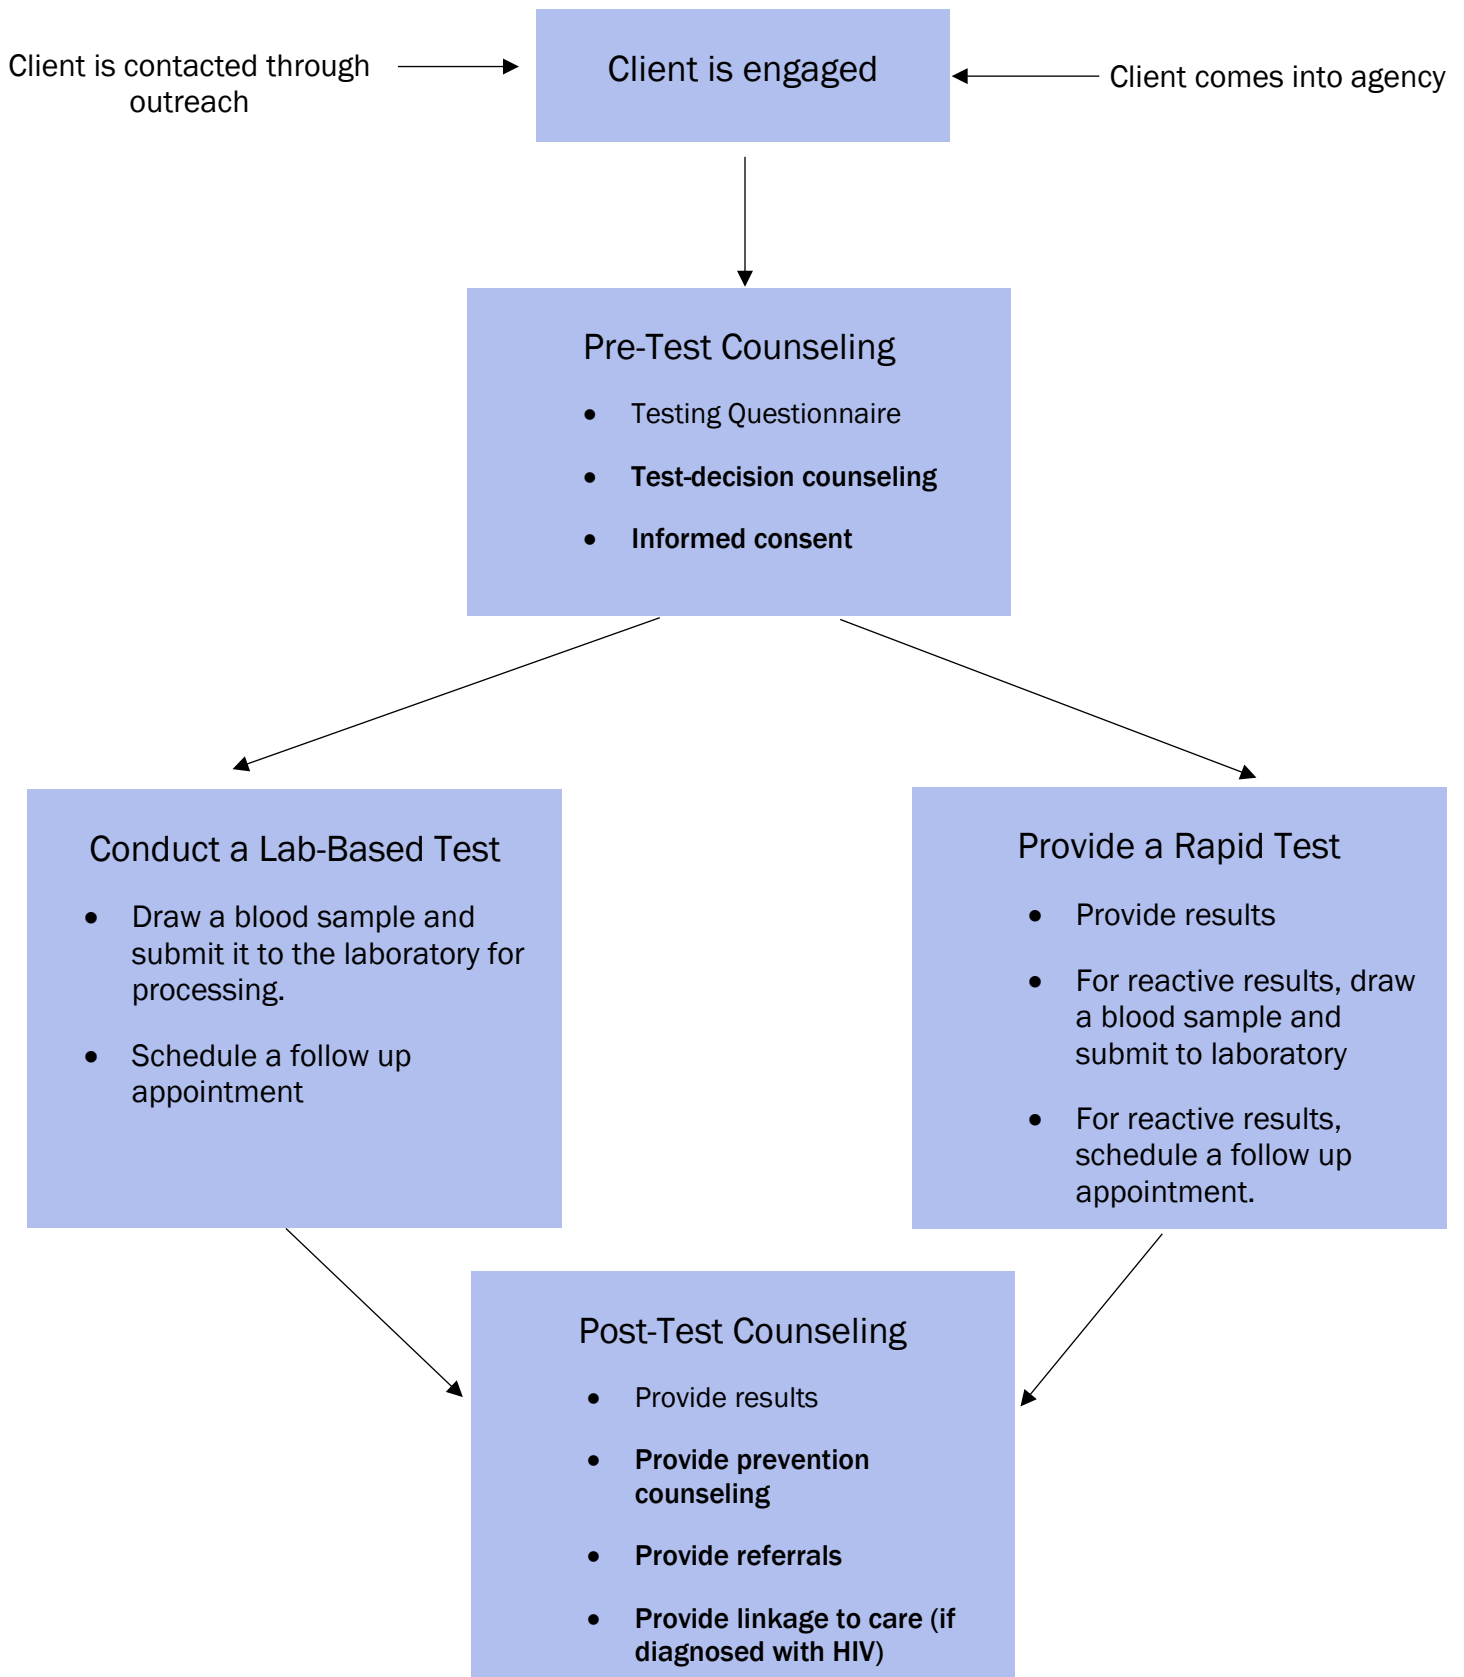 Client is contacted through
outreach
Client is engaged
Client comes into agency
Pre-Test Counseling
• Testing Questionnaire
• Test-decision counseling
• Informed consent
Conduct a Lab-Based Test
• Draw a blood sample and
submit it to the laboratory for
processing.
• Schedule a follow up
appointment
Provide a Rapid Test
• Provide results
• For reactive results, draw
a blood sample and
submit to laboratory
• For reactive results,
schedule a follow up
appointment.
Post-Test Counseling
• Provide results
• Provide prevention
counseling
• Provide referrals
• Provide linkage to care (if
diagnosed with HIV)